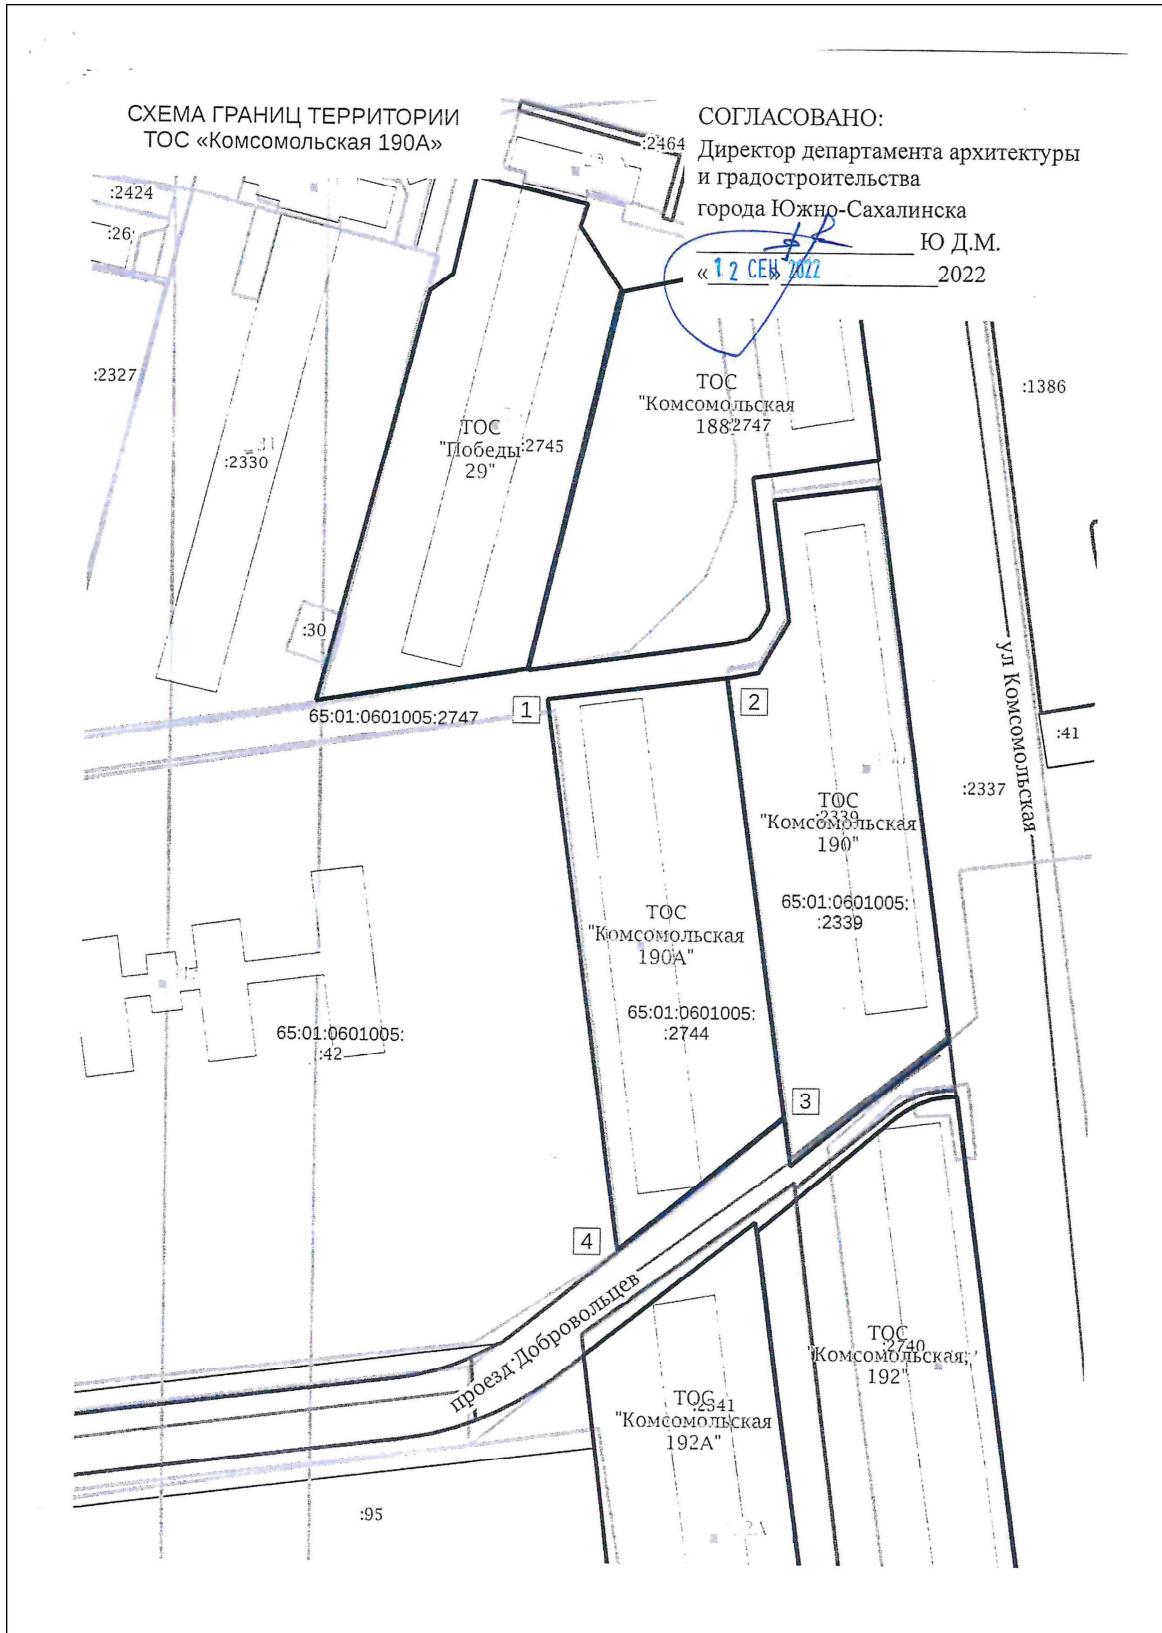 СХЕМА ГРАНИЦ ТЕРРИТОРИИ
ТОС «Комсомольская 190А»
СОГЛАСОВАНО:
Директор департамента архитектуры
и градостроительства
города Южно-Сахалинска
Ю Д.М.
«12 СЕН» 2022 2022
:2464
:2424
:26
:2327
:2330
:30
ТОС
"Победы
29"
:2745
ТОС
"Комсомольская
188"
:2747
:1386
ул Комсомольская
:41
:2337
65:01:0601005:2747
1
2
ТОС
:2339
"Комсомольская
190"
65:01:0601005:
:2339
ТОС
"Комсомольская
190А"
65:01:0601005:
:2744
65:01:0601005:
:42
3
4
проезд Добровольцев
ТОС
:2740
"Комсомольская
192"
ТОС
:2341
"Комсомольская
192А"
:95